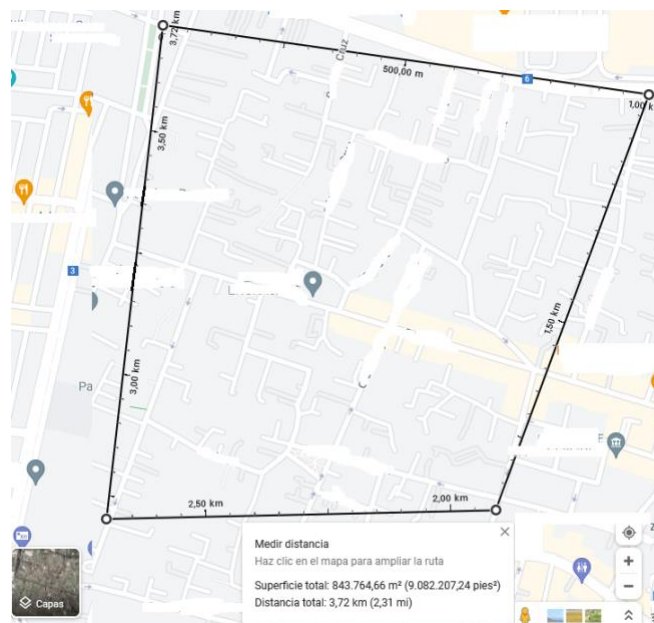 3,72 km
Cruz
500,00 m
6
1,00 k
3,50 km
3
1,50 km
3,00 km
Pa
2,50 km
2,00 km
Medir distancia
Haz clic en el mapa para ampliar la ruta
Superficie total: 843.764,66 m² (9.082.207,24 pies²)
Distancia total: 3,72 km (2,31 mi)
Capas